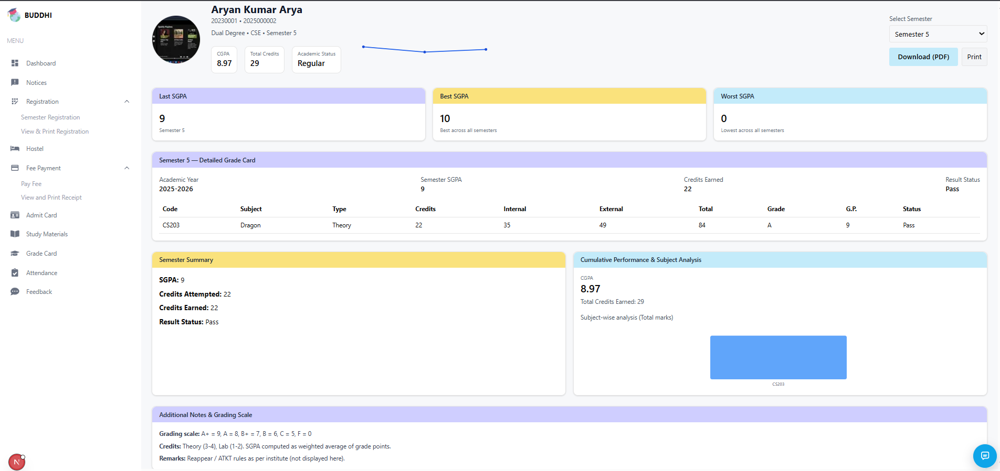 BUDDHI
MENU
Dashboard
Notices
Registration
Semester Registration
View & Print Registration
Hostel
Fee Payment
Pay Fee
View and Print Receipt
Admit Card
Study Materials
Grade Card
Attendance
Feedback
N
Aryan Kumar Arya
20230001 • 2025000002
Dual Degree • CSE • Semester 5
CGPA
8.97
Total Credits
29
Academic Status
Regular
Select Semester
Semester 5
Download (PDF)
Print
Last SGPA
9
Semester 5
Best SGPA
10
Best across all semesters
Worst SGPA
0
Lowest across all semesters
Semester 5 — Detailed Grade Card
Academic Year
2025-2026
Semester SGPA
9
Credits Earned
22
Result Status
Pass
Code Subject Type Credits Internal External Total Grade G.P. Status
CS203 Dragon Theory 22 35 49 84 A 9 Pass
Semester Summary
SGPA: 9
Credits Attempted: 22
Credits Earned: 22
Result Status: Pass
Cumulative Performance & Subject Analysis
CGPA
8.97
Total Credits Earned: 29
Subject-wise analysis (Total marks)
CS203
Additional Notes & Grading Scale
Grading scale: A+ = 9, A = 8, B+ = 7, B = 6, C = 5, F = 0
Credits: Theory (3-4), Lab (1-2). SGPA computed as weighted average of grade points.
Remarks: Reappear / ATKT rules as per institute (not displayed here).